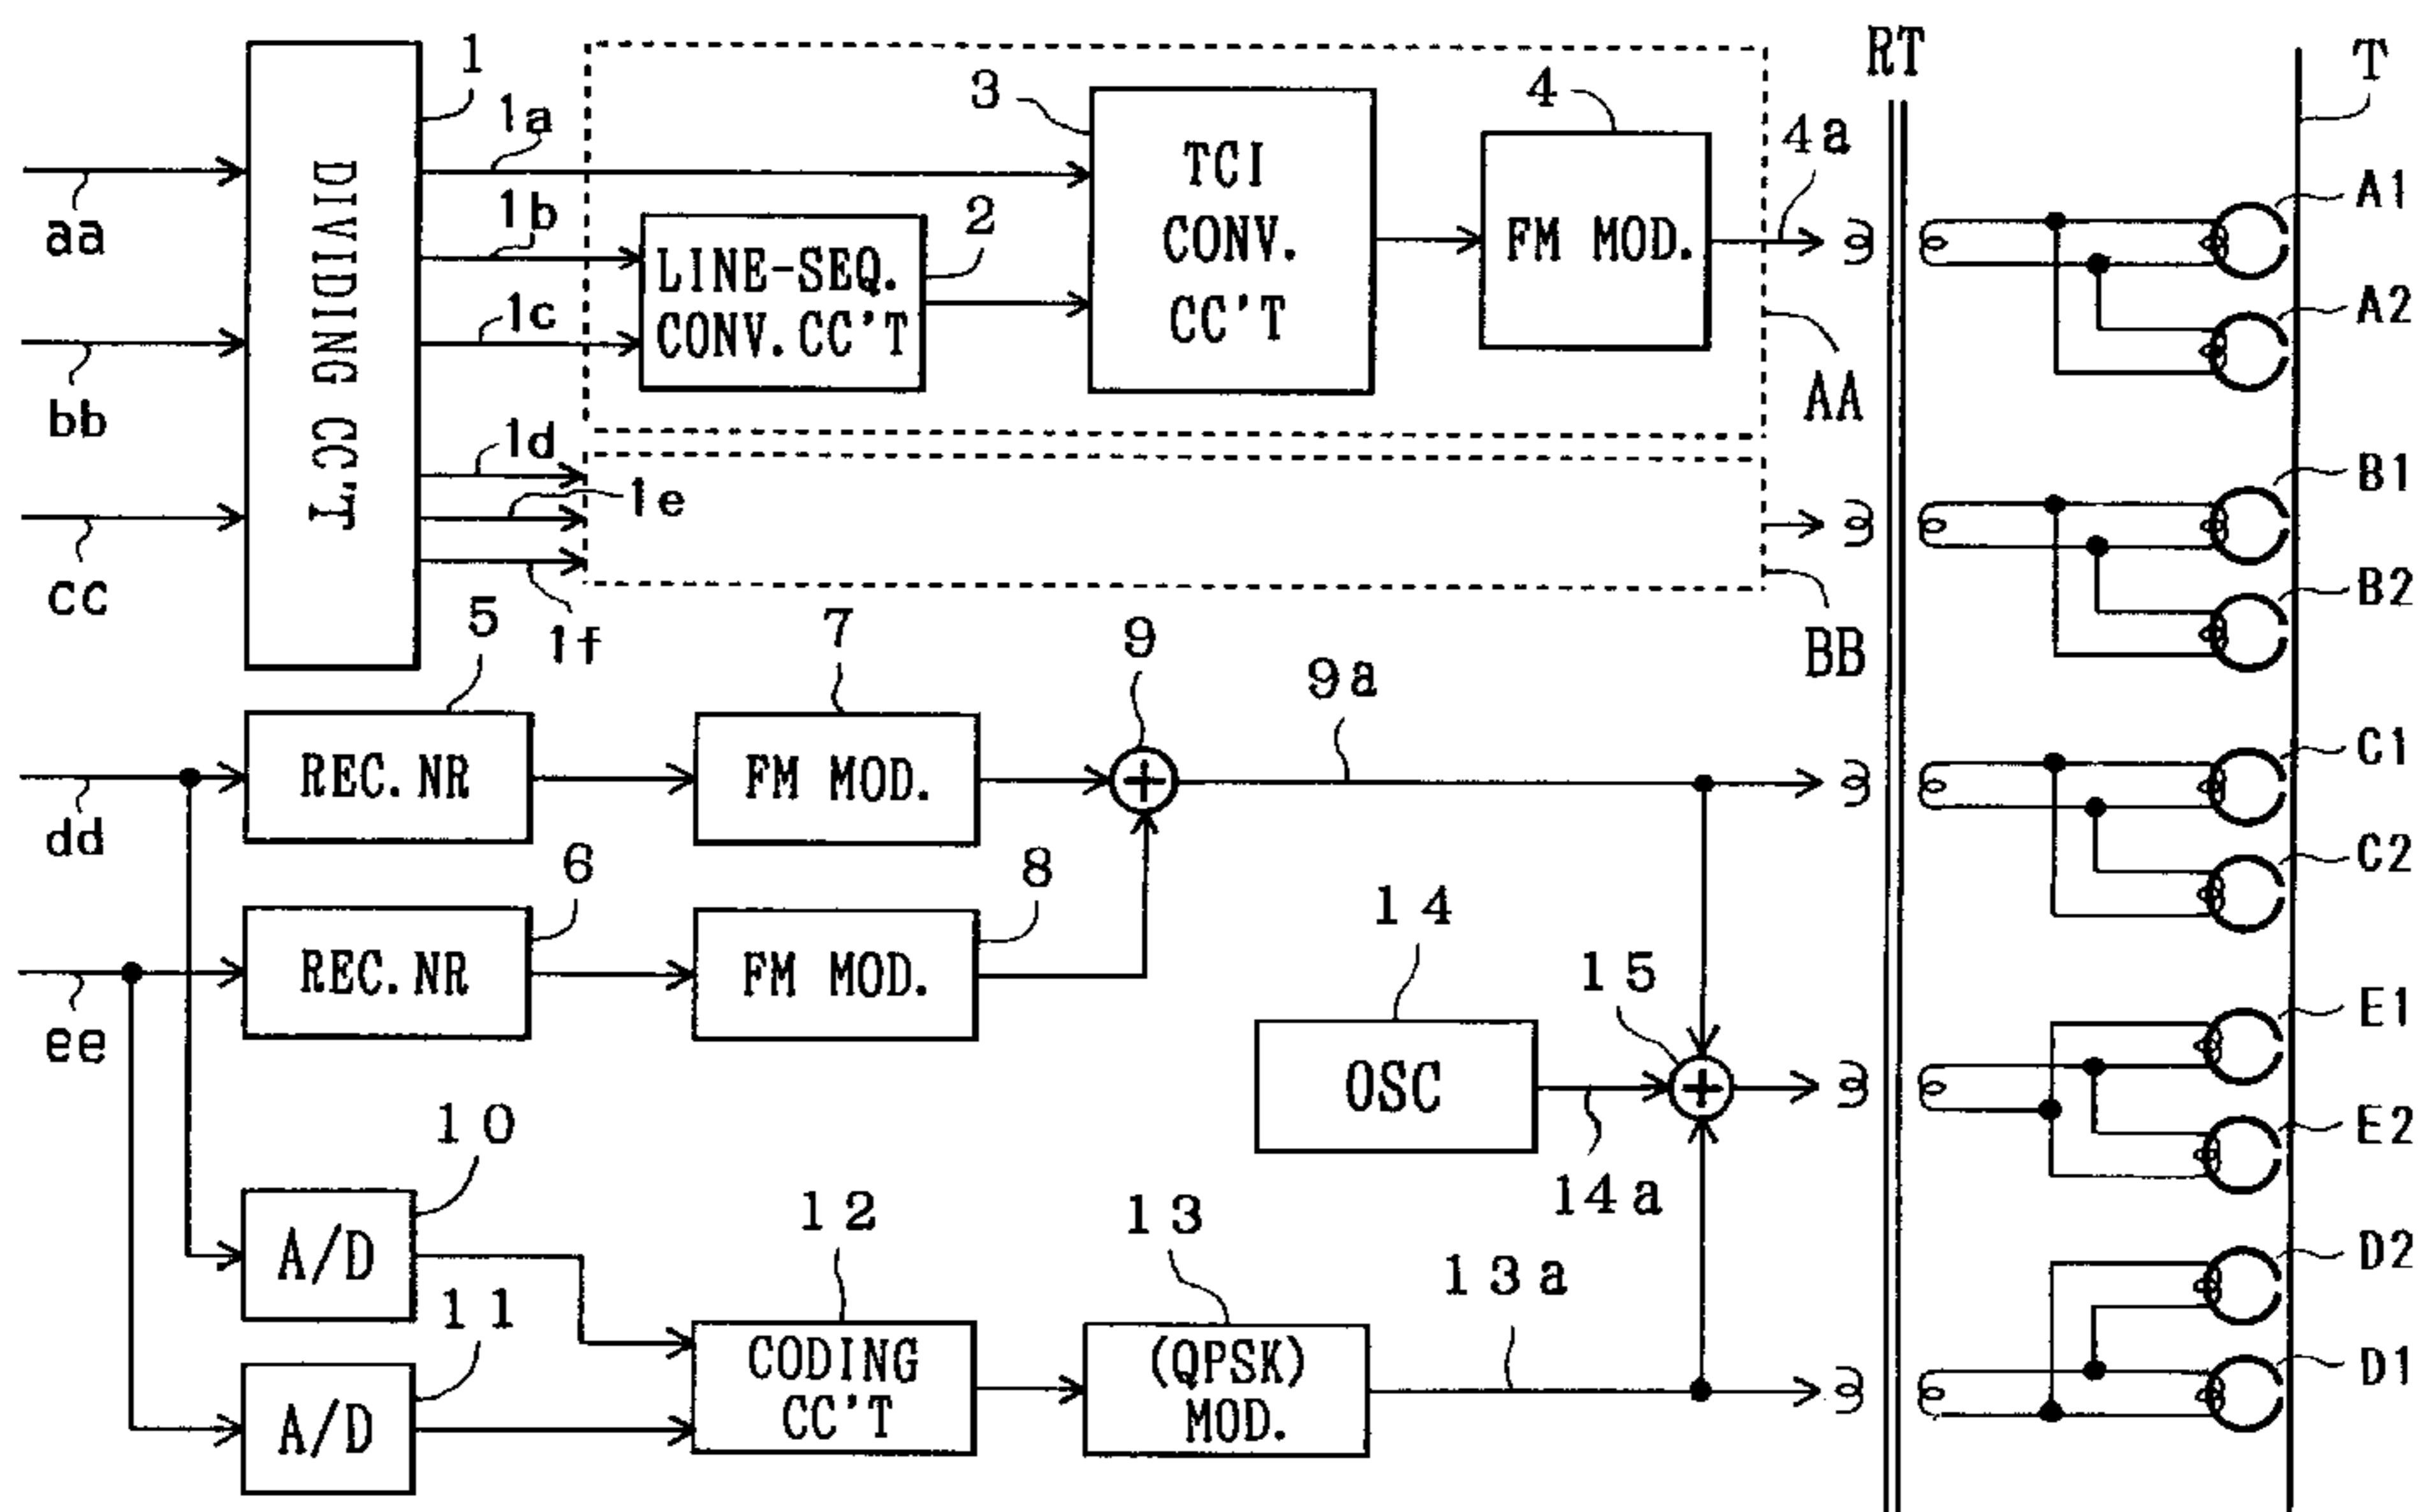 1
1a
3
4
RT
T
4a
A1
aa
DIVIDING CC'T
1b
2
TCI
CONV.
CC'T
FM MOD.
LINE-SEQ.
CONV.CC'T
1c
A2
bb
AA
1d
1e
B1
cc
1f
B2
BB
5
7
9
9a
REC.NR
FM MOD.
C1
dd
6
8
C2
REC.NR
FM MOD.
14
15
ee
OSC
E1
14a
E2
10
A/D
12
13
13a
D2
11
A/D
CODING
CC'T
(QPSK)
MOD.
D1